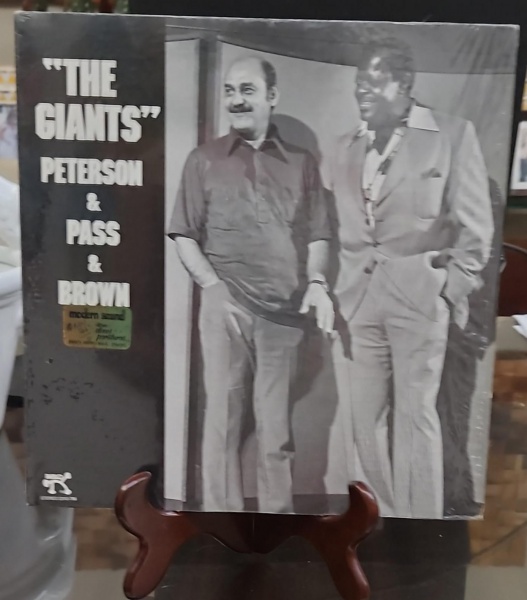 "THE
GIANTS"
PETERSON
&
PASS
&
BROWN
modern sound